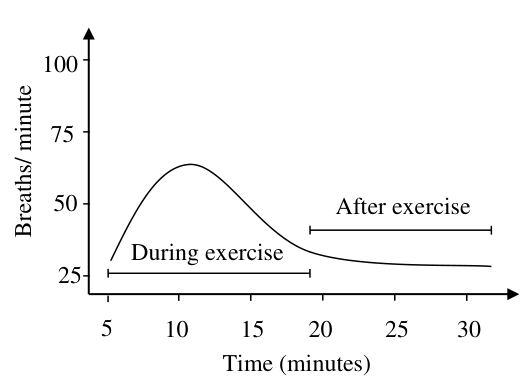 100
75
50
25
Breaths/ minute
After exercise
During exercise
5 10 15 20 25 30
Time (minutes)